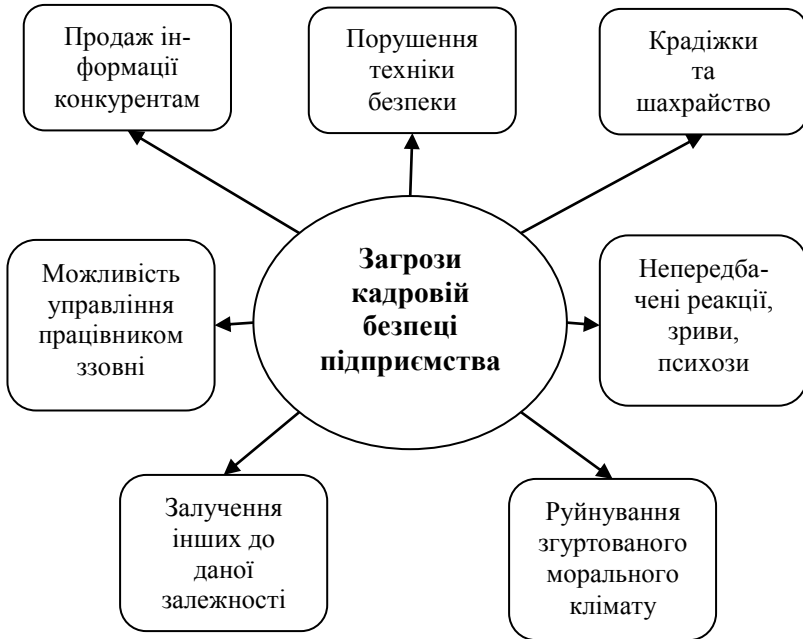 Продаж ін-
формації
конкурентам
Порушення
техніки
безпеки
Крадіжки
та
шахрайство
Загрози
кадровій
безпеці
підприємства
Можливість
управління
працівником
ззовні
Непередба-
чені реакції,
зриви,
психози
Залучення
інших до
даної
залежності
Руйнування
згуртованого
морального
клімату